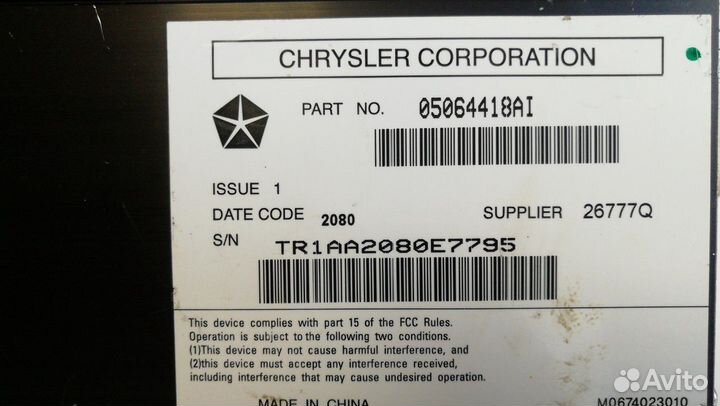 CHRYSLER CORPORATION
PART NO. 05064418AI
ISSUE 1
DATE CODE 2080 SUPPLIER 26777Q
S/N TR1AA2080E7795
This device complies with part 15 of the FCC Rules.
Operation is subject to the following two conditions.
(1)This device may not cause harmful interference, and
(2)this device must accept any interference received,
including interference that may cause undesired operation.
MADE IN CHINA M0674023010
Avito